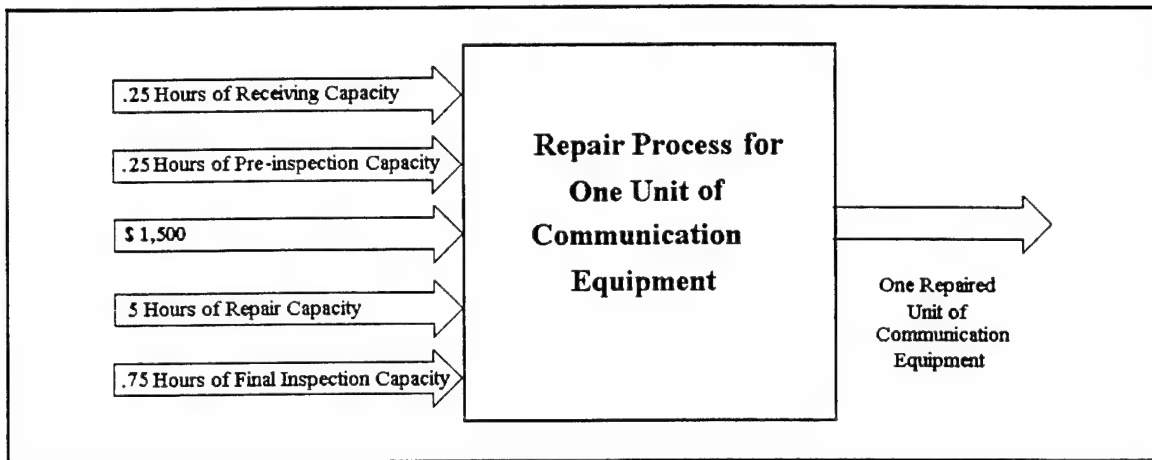 .25 Hours of Receiving Capacity
.25 Hours of Pre-inspection Capacity
$ 1,500
5 Hours of Repair Capacity
.75 Hours of Final Inspection Capacity
Repair Process for
One Unit of
Communication
Equipment
One Repaired
Unit of
Communication
Equipment